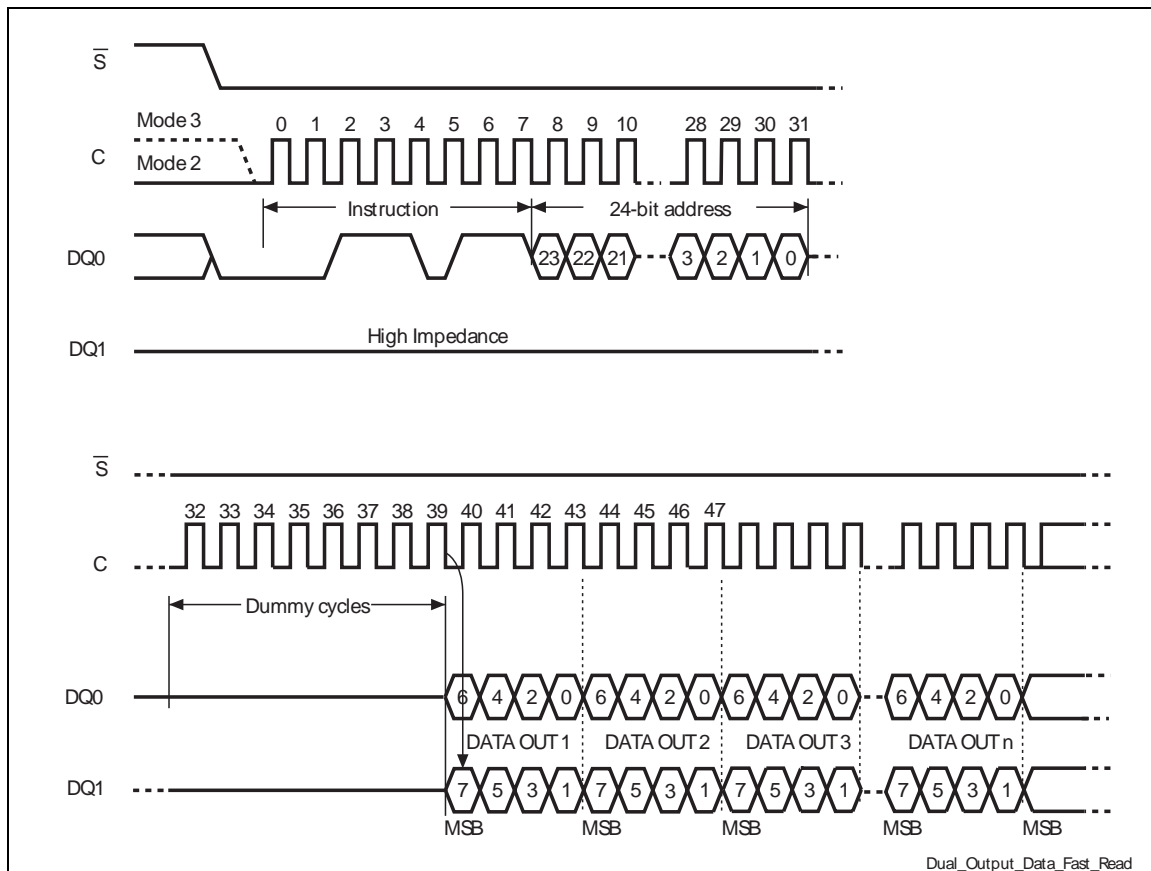 S
Mode 3
0 1 2 3 4 5 6 7 8 9 10 28 29 30 31
C
Mode 2
Instruction
24-bit address
DQ0
23 22 21 3 2 1 0
High Impedance
DQ1
S
32 33 34 35 36 37 38 39 40 41 42 43 44 45 46 47
C
Dummy cycles
DQ0
6 4 2 0 6 4 2 0 6 4 2 0 6 4 2 0
DATA OUT 1 DATA OUT 2 DATA OUT 3 DATA OUT n
DQ1
7 5 3 1 7 5 3 1 7 5 3 1 7 5 3 1
MSB MSB MSB MSB MSB
Dual_Output_Data_Fast_Read